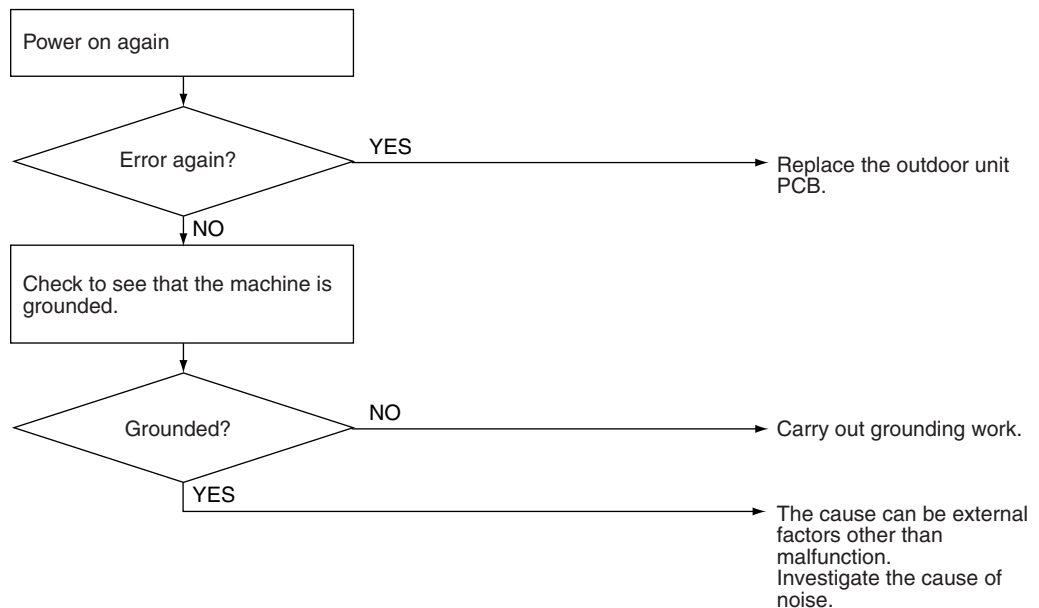 Power on again
Error again?
YES
Replace the outdoor unit
PCB.
NO
Check to see that the machine is
grounded.
Grounded?
NO
Carry out grounding work.
YES
The cause can be external
factors other than
malfunction.
Investigate the cause of
noise.